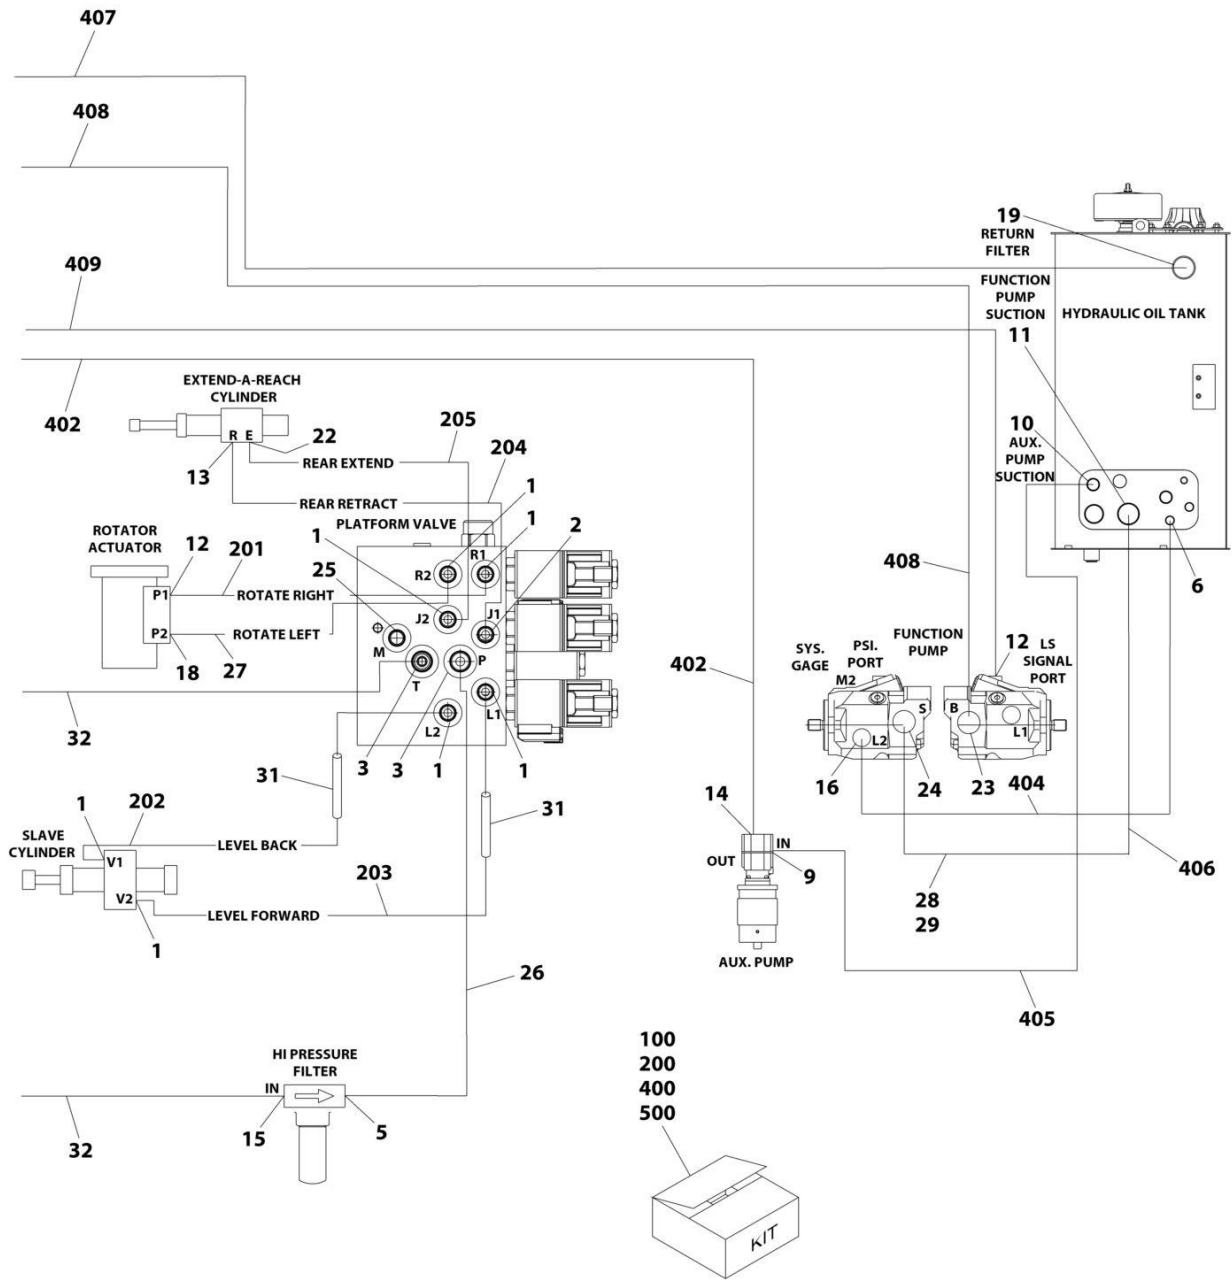 407
408
19
RETURN
FILTER
409
FUNCTION
PUMP
SUCTION
11
HYDRAULIC OIL TANK
EXTEND-A-REACH
CYLINDER
402
R E
22
205
13
REAR EXTEND
204
10
AUX.
PUMP
SUCTION
REAR RETRACT
1
PLATFORM VALVE
1
1
2
ROTATOR
ACTUATOR
12
201
25
R1
R2
408
6
P1
ROTATE RIGHT
J2
J1
P2
ROTATE LEFT
M
18
27
P
T
402
SYS.
GAGE
PSI.
PORT
M2
FUNCTION
PUMP
12
LS
SIGNAL
PORT
32
L1
L2
S
B
L2
L1
3
3
1
1
31
31
16
24
23
404
1
202
14
SLAVE
CYLINDER
V1
LEVEL BACK
IN
OUT
9
406
203
V2
LEVEL FORWARD
28
29
1
AUX. PUMP
26
405
HI PRESSURE
FILTER
IN
100
200
400
500
32
15
5
KIT